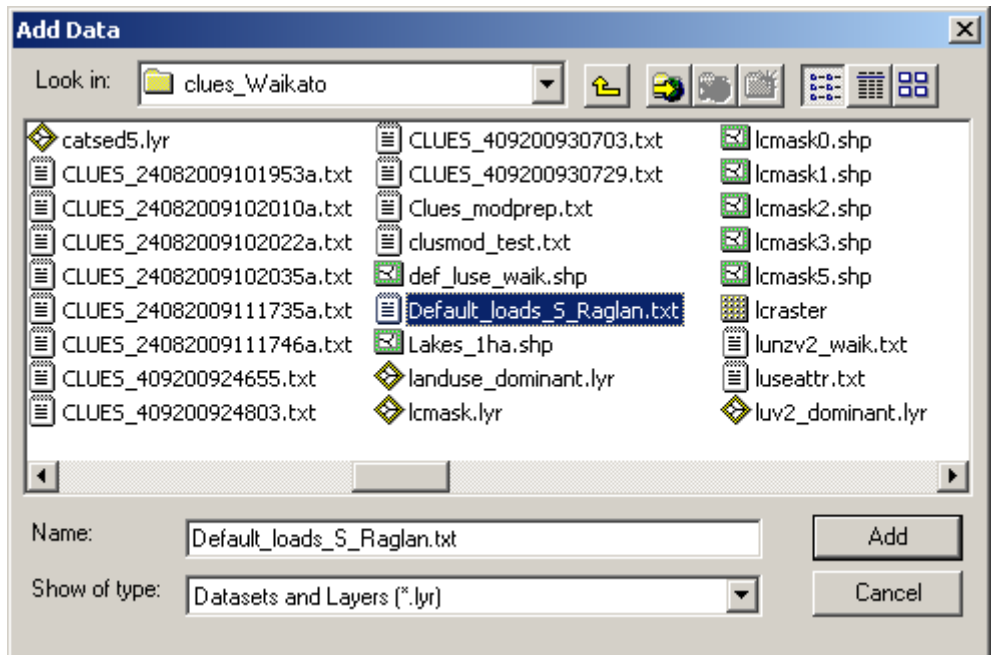 Add Data
Look in: clues_Waikato
catsed5.lyr
CLUES_24082009101953a.txt
CLUES_24082009102010a.txt
CLUES_24082009102022a.txt
CLUES_24082009102035a.txt
CLUES_24082009111735a.txt
CLUES_24082009111746a.txt
CLUES_409200924655.txt
CLUES_409200924803.txt
CLUES_409200930703.txt
CLUES_409200930729.txt
Clues_modprep.txt
clusmod_test.txt
def_luse_waik.shp
Default_loads_S_Raglan.txt
Lakes_1ha.shp
landuse_dominant.lyr
lcmask.lyr
lcmask0.shp
lcmask1.shp
lcmask2.shp
lcmask3.shp
lcmask5.shp
lcraster
lunzv2_waik.txt
luseattr.txt
luv2_dominant.lyr
Name: Default_loads_S_Raglan.txt
Add
Show of type: Datasets and Layers (*.lyr)
Cancel